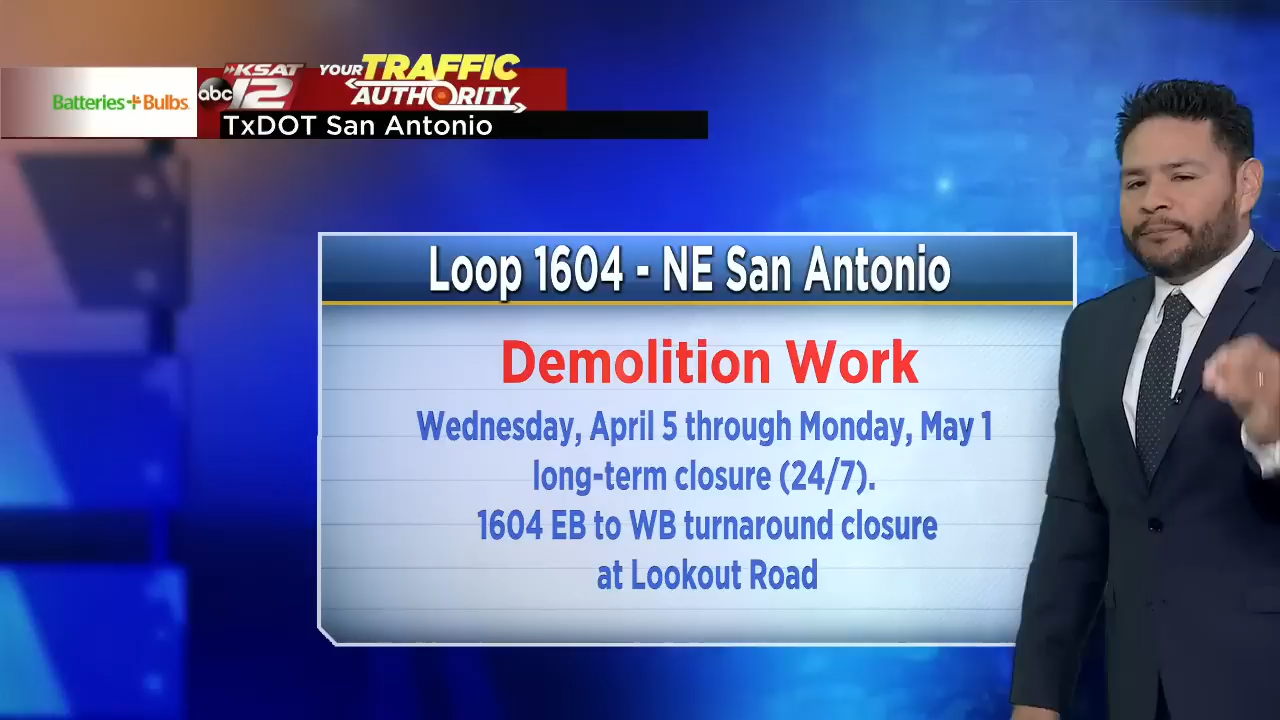 Batteries + Bulbs
abc KSAT 12
YOUR TRAFFIC
AUTHORITY
TxDOT San Antonio
Loop 1604 - NE San Antonio
Demolition Work
Wednesday, April 5 through Monday, May 1
long-term closure (24/7).
1604 EB to WB turnaround closure
at Lookout Road